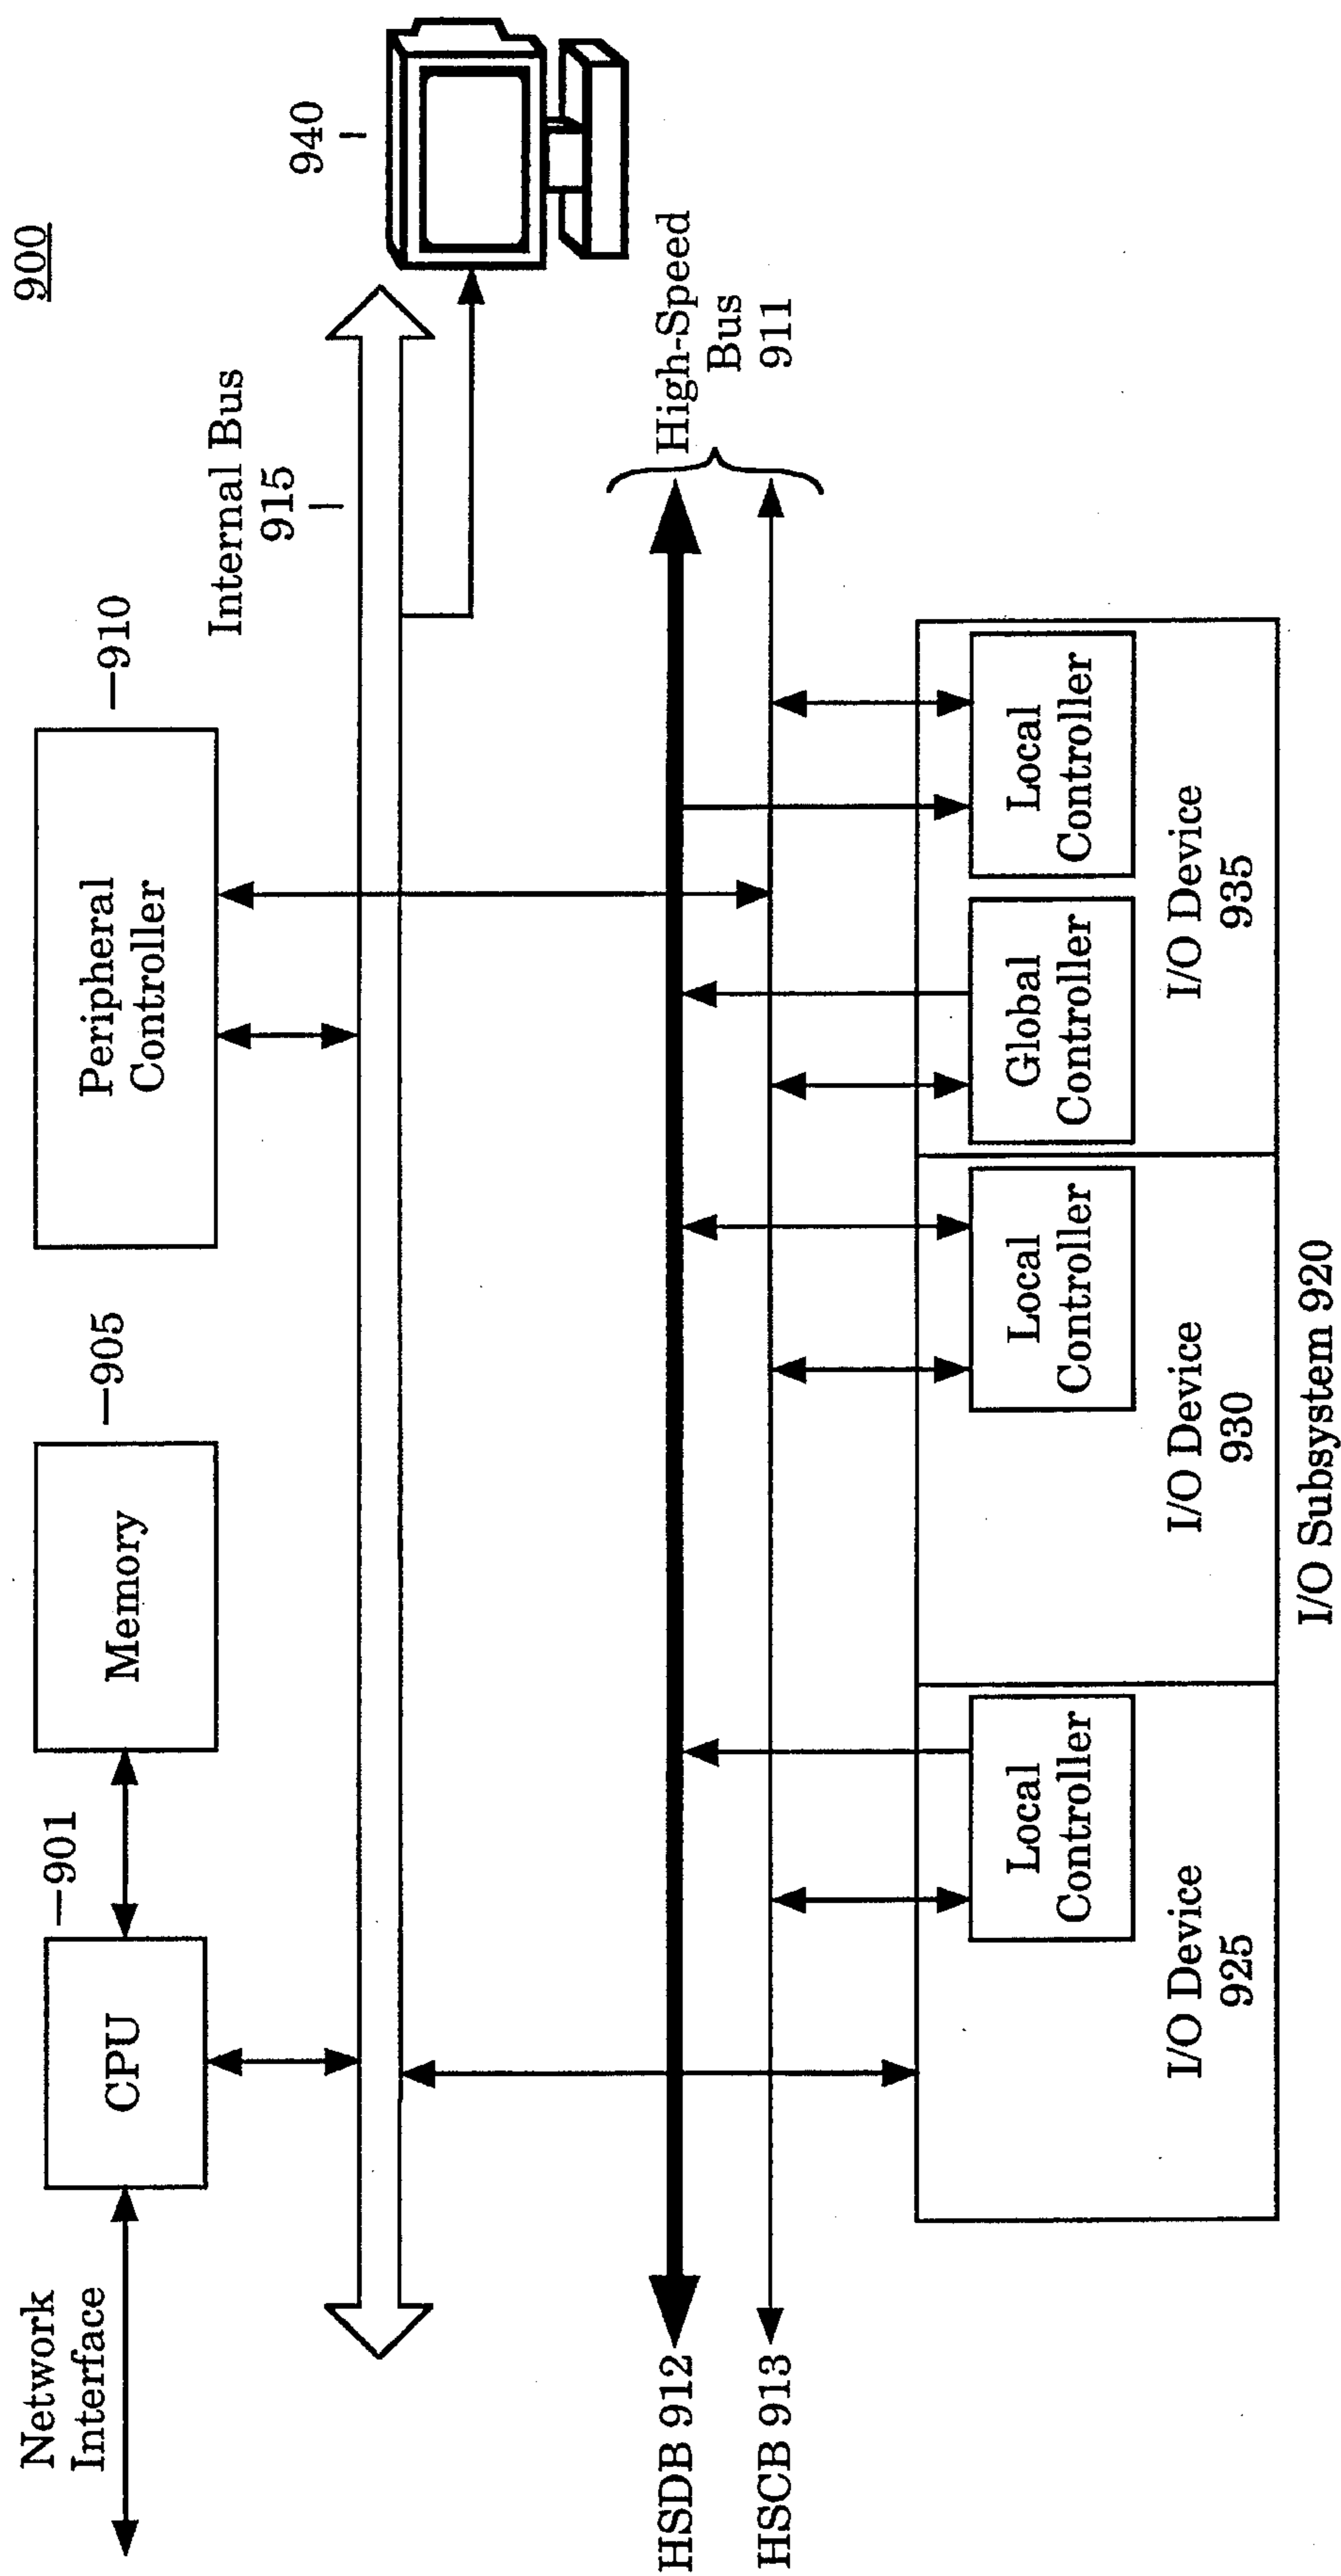 900
Network
Interface
CPU
901
Memory
905
Peripheral
Controller
910
Internal Bus
915
940
High-Speed
Bus
911
HSDB 912
HSCB 913
Local
Controller
I/O Device
925
Local
Controller
I/O Device
930
Global
Controller
Local
Controller
I/O Device
935
I/O Subsystem 920